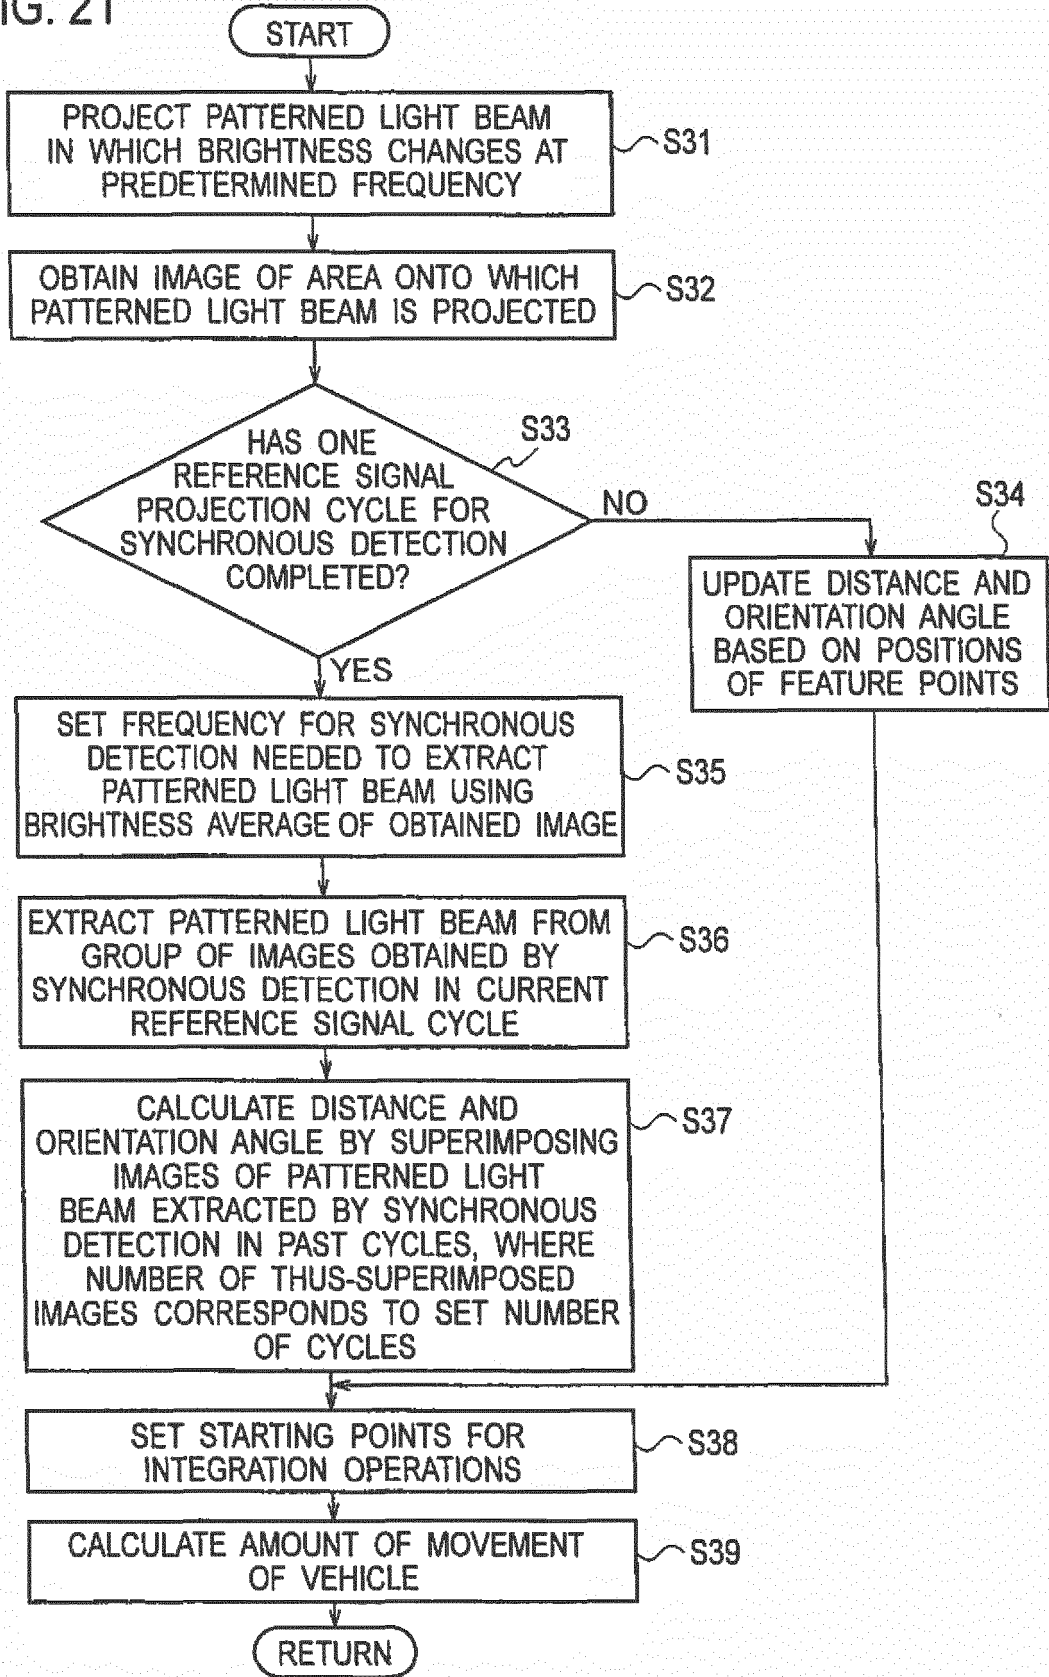 IG. 21
START
PROJECT PATTERNED LIGHT BEAM
IN WHICH BRIGHTNESS CHANGES AT
PREDETERMINED FREQUENCY
S31
OBTAIN IMAGE OF AREA ONTO WHICH
PATTERNED LIGHT BEAM IS PROJECTED
S32
HAS ONE
REFERENCE SIGNAL
PROJECTION CYCLE FOR
SYNCHRONOUS DETECTION
COMPLETED?
S33
NO
S34
UPDATE DISTANCE AND
ORIENTATION ANGLE
BASED ON POSITIONS
OF FEATURE POINTS
YES
SET FREQUENCY FOR SYNCHRONOUS
DETECTION NEEDED TO EXTRACT
PATTERNED LIGHT BEAM USING
BRIGHTNESS AVERAGE OF OBTAINED IMAGE
S35
EXTRACT PATTERNED LIGHT BEAM FROM
GROUP OF IMAGES OBTAINED BY
SYNCHRONOUS DETECTION IN CURRENT
REFERENCE SIGNAL CYCLE
S36
CALCULATE DISTANCE AND
ORIENTATION ANGLE BY SUPERIMPOSING
IMAGES OF PATTERNED LIGHT
BEAM EXTRACTED BY SYNCHRONOUS
DETECTION IN PAST CYCLES, WHERE
NUMBER OF THUS-SUPERIMPOSED
IMAGES CORRESPONDS TO SET NUMBER
OF CYCLES
S37
SET STARTING POINTS FOR
INTEGRATION OPERATIONS
S38
CALCULATE AMOUNT OF MOVEMENT
OF VEHICLE
S39
RETURN